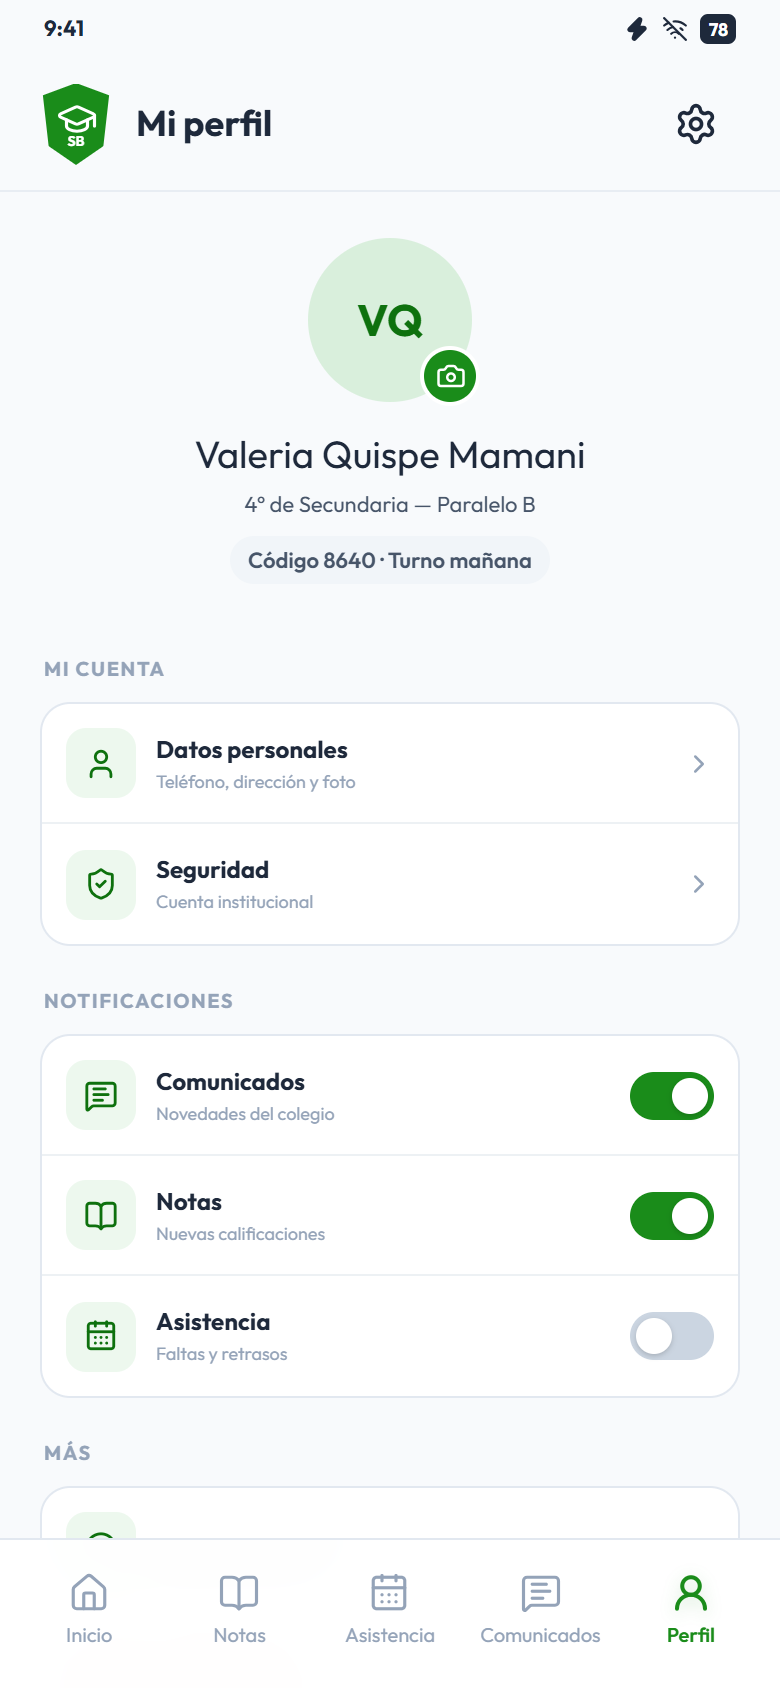 9:41
78
SB
Mi perfil
VQ
Valeria Quispe Mamani
4º de Secundaria — Paralelo B
Código 8640 · Turno mañana
MI CUENTA
Datos personales
Teléfono, dirección y foto
Seguridad
Cuenta institucional
NOTIFICACIONES
Comunicados
Novedades del colegio
Notas
Nuevas calificaciones
Asistencia
Faltas y retrasos
MÁS
Inicio
Notas
Asistencia
Comunicados
Perfil